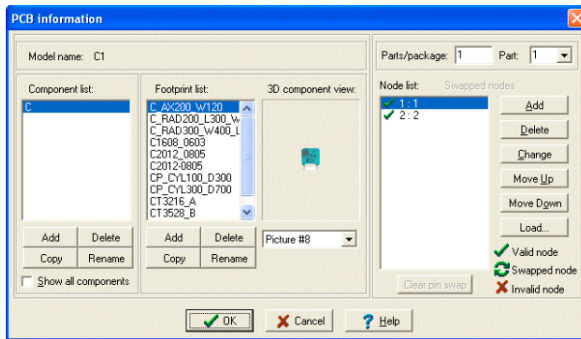 PCB information
Model name: C1
Parts/package: 1 Part: 1
Component list:
C
Footprint list:
C_AX200_W120
C_RAD200_L300_W
C_RAD300_W400_L
C1608_0603
C2012_0805
C2012-0805
CP_CYL100_D300
CP_CYL300_D700
CT3216_A
CT3528_B
3D component view:
Picture #8
Add Delete
Copy Rename
Add Delete
Copy Rename
Show all components
Node list: Swapped nodes
1 : 1
2 : 2
Add
Delete
Change
Move Up
Move Down
Load...
Valid node
Swapped node
Invalid node
Clear pin swap
OK Cancel Help